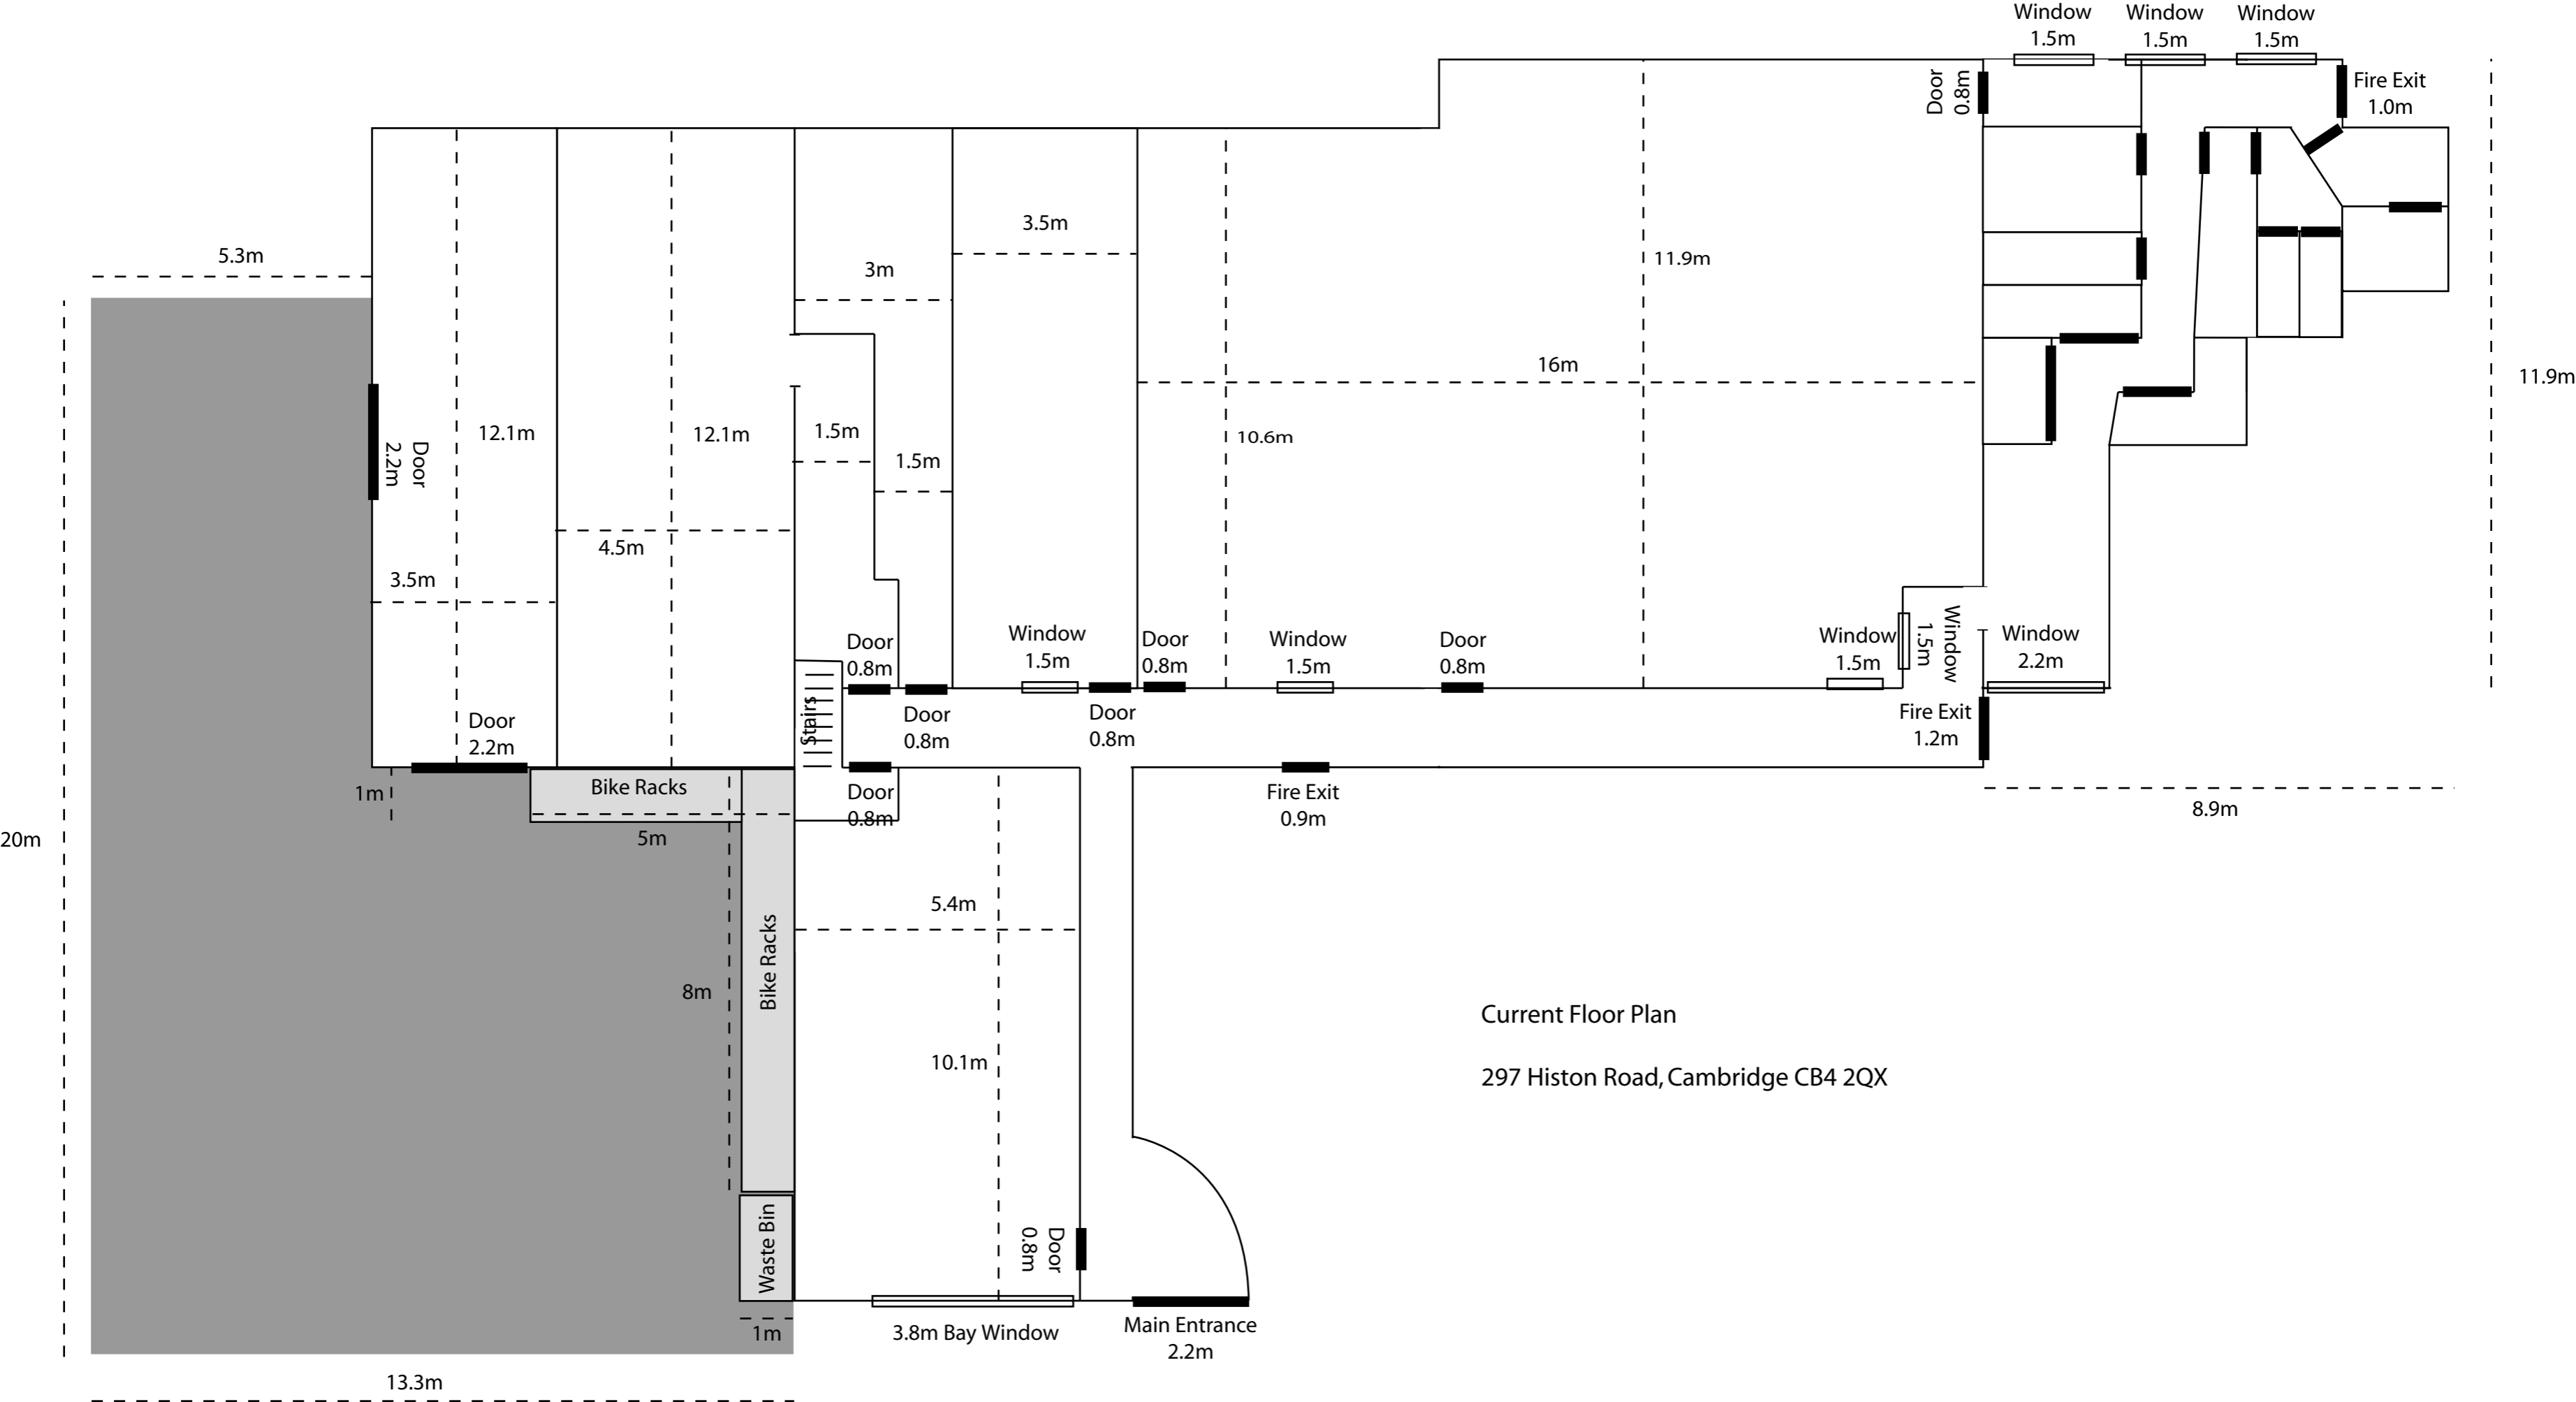 Window
1.5m
Window
1.5m
Window
1.5m
Door
0.8m
Fire Exit
1.0m
5.3m
3.5m
3m
11.9m
16m
11.9m
Door
2.2m
12.1m
12.1m
1.5m
1.5m
10.6m
4.5m
3.5m
Door
0.8m
Window
1.5m
Door
0.8m
Window
1.5m
Door
0.8m
Window
1.5m
Window
1.5m
Window
2.2m
Door
2.2m
Stairs
Door
0.8m
Door
0.8m
Fire Exit
1.2m
1m
Bike Racks
5m
Door
0.8m
Fire Exit
0.9m
8.9m
20m
5.4m
Bike Racks
8m
10.1m
Current Floor Plan
297 Histon Road, Cambridge CB4 2QX
Waste Bin
Door
0.8m
1m
3.8m Bay Window
Main Entrance
2.2m
13.3m